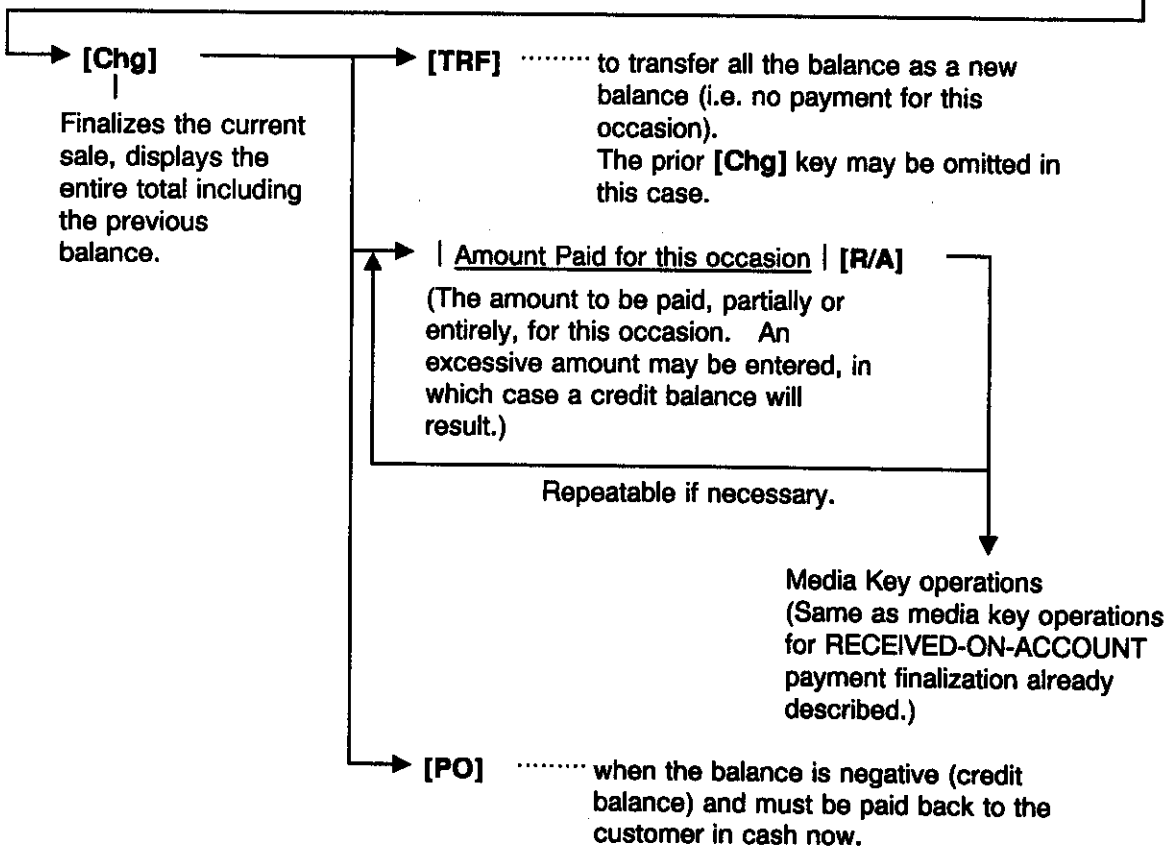 [Chg]
Finalizes the current
sale, displays the
entire total including
the previous
balance.
[TRF] ········· to transfer all the balance as a new
balance (i.e. no payment for this
occasion).
The prior [Chg] key may be omitted in
this case.
| Amount Paid for this occasion | [R/A]
(The amount to be paid, partially or
entirely, for this occasion. An
excessive amount may be entered, in
which case a credit balance will
result.)
Repeatable if necessary.
Media Key operations
(Same as media key operations
for RECEIVED-ON-ACCOUNT
payment finalization already
described.)
[PO] ········· when the balance is negative (credit
balance) and must be paid back to the
customer in cash now.